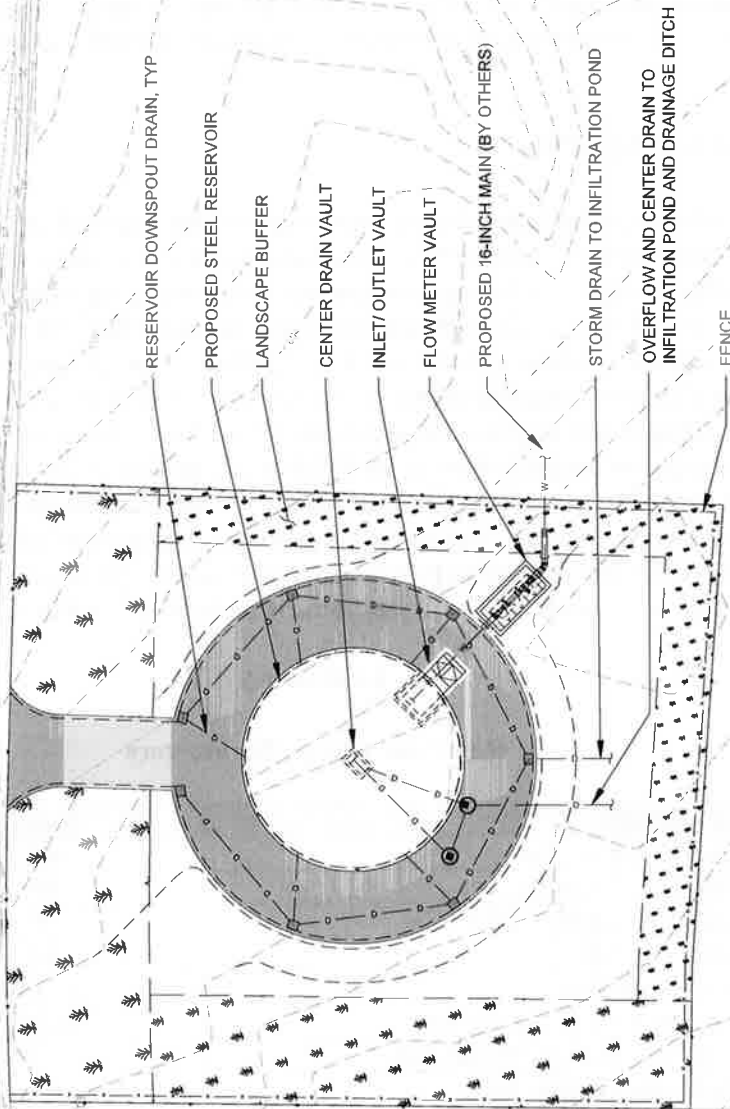 RESERVOIR DOWNSPOUT DRAIN, TYP
PROPOSED STEEL RESERVOIR
LANDSCAPE BUFFER
CENTER DRAIN VAULT
INLET/ OUTLET VAULT
FLOW METER VAULT
PROPOSED 16-INCH MAIN (BY OTHERS)
W
STORM DRAIN TO INFILTRATION POND
OVERFLOW AND CENTER DRAIN TO
INFILTRATION POND AND DRAINAGE DITCH
FENCE